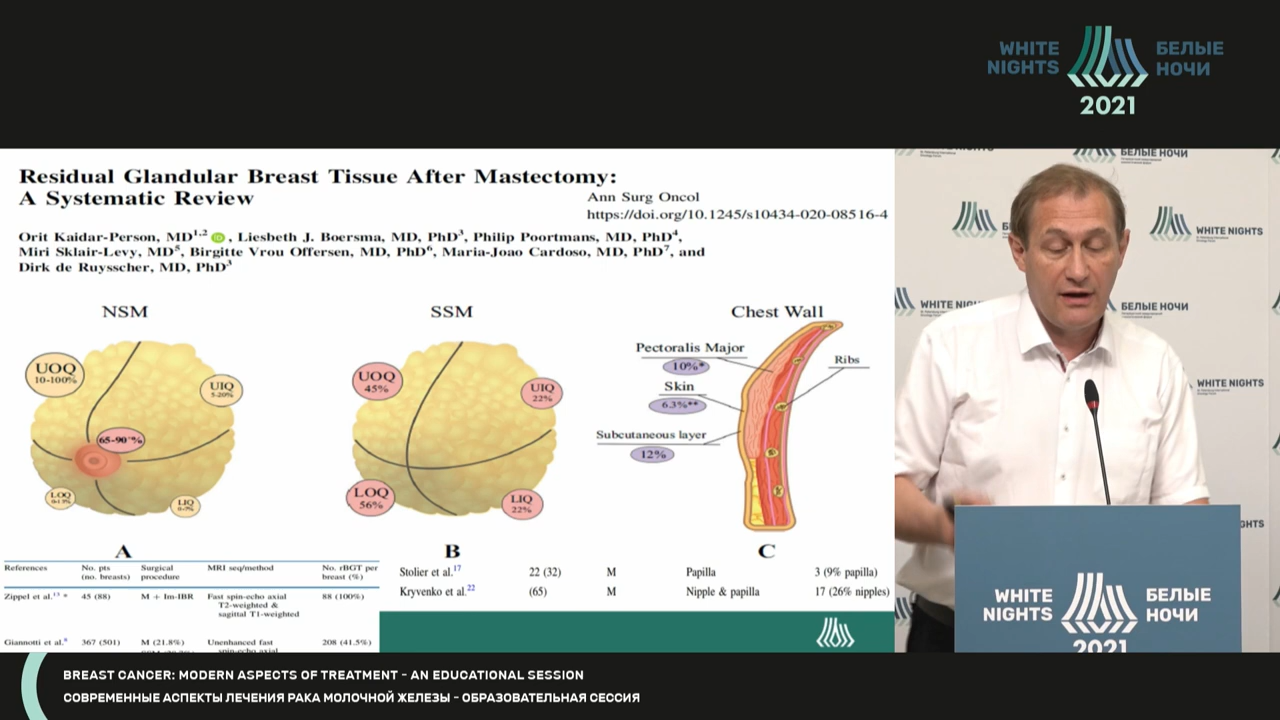 WHITE
NIGHTS
БЕЛЫЕ
НОЧИ
2021
Residual Glandular Breast Tissue After Mastectomy:
A Systematic Review
Ann Surg Oncol
https://doi.org/10.1245/s10434-020-08516-4
Orit Kaidar-Person, MD1,2 iD, Liesbeth J. Boersma, MD, PhD3, Philip Poortmans, MD, PhD4,
Miri Sklair-Levy, MD5, Birgitte Vrou Offersen, MD, PhD6, Maria-Joao Cardoso, MD, PhD7, and
Dirk de Ruysscher, MD, PhD3
NSM
UOQ
10-100%
UIQ
5-20%
65-90*%
LOQ
LIQ
A
SSM
UOQ
45%
UIQ
22%
LOQ
56%
LIQ
22%
B
Chest Wall
Pectoralis Major
10%*
Ribs
Skin
6.3%**
Subcutaneous layer
12%
C
References
No. pts
(no. breasts)
Surgical
procedure
MRI seq/method
No. rBGT per
breast (%)
Zippel et al.13 *
45 (88)
M + Im-IBR
Fast spin-echo axial
T2-weighted &
sagittal T1-weighted
88 (100%)
Giannotti et al.8
367 (501)
M (21.8%)
Unenhanced fast
spin-echo axial
208 (41.5%)
Stolier et al.17 22 (32) M Papilla 3 (9% papilla)
Kryvenko et al.22 (65) M Nipple & papilla 17 (26% nipples)
БЕЛЫЕ НОЧИ
WHITE NIGHTS
WHITE
БЕЛЫЕ НОЧИ
WHITE NIGHTS
GHTS
WHITE
NIGHTS
БЕЛЫЕ
НОЧИ
2021
BREAST CANCER: MODERN ASPECTS OF TREATMENT - AN EDUCATIONAL SESSION
СОВРЕМЕННЫЕ АСПЕКТЫ ЛЕЧЕНИЯ РАКА МОЛОЧНОЙ ЖЕЛЕЗЫ - ОБРАЗОВАТЕЛЬНАЯ СЕССИЯ